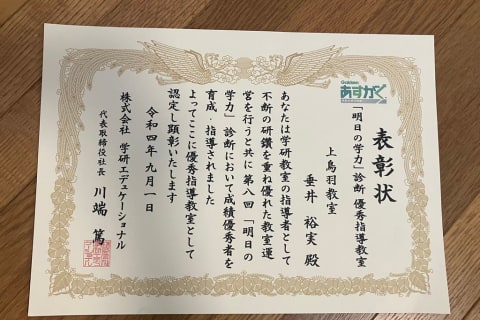 Gakken
あすがく
表彰状
「明日の学力」診断 優秀指導教室
上鳥羽教室
垂井 裕実 殿
あなたは学研教室の指導者として
不断の研鑽を重ね優れた教室運
営を行うと共に第八回「明日の
学力」診断において成績優秀者を
育成・指導されました
よってここに優秀指導教室として
認定し顕彰いたします
令和四年九月一日
株式会社 学研エデュケーショナル
代表取締役社長 川端 篤